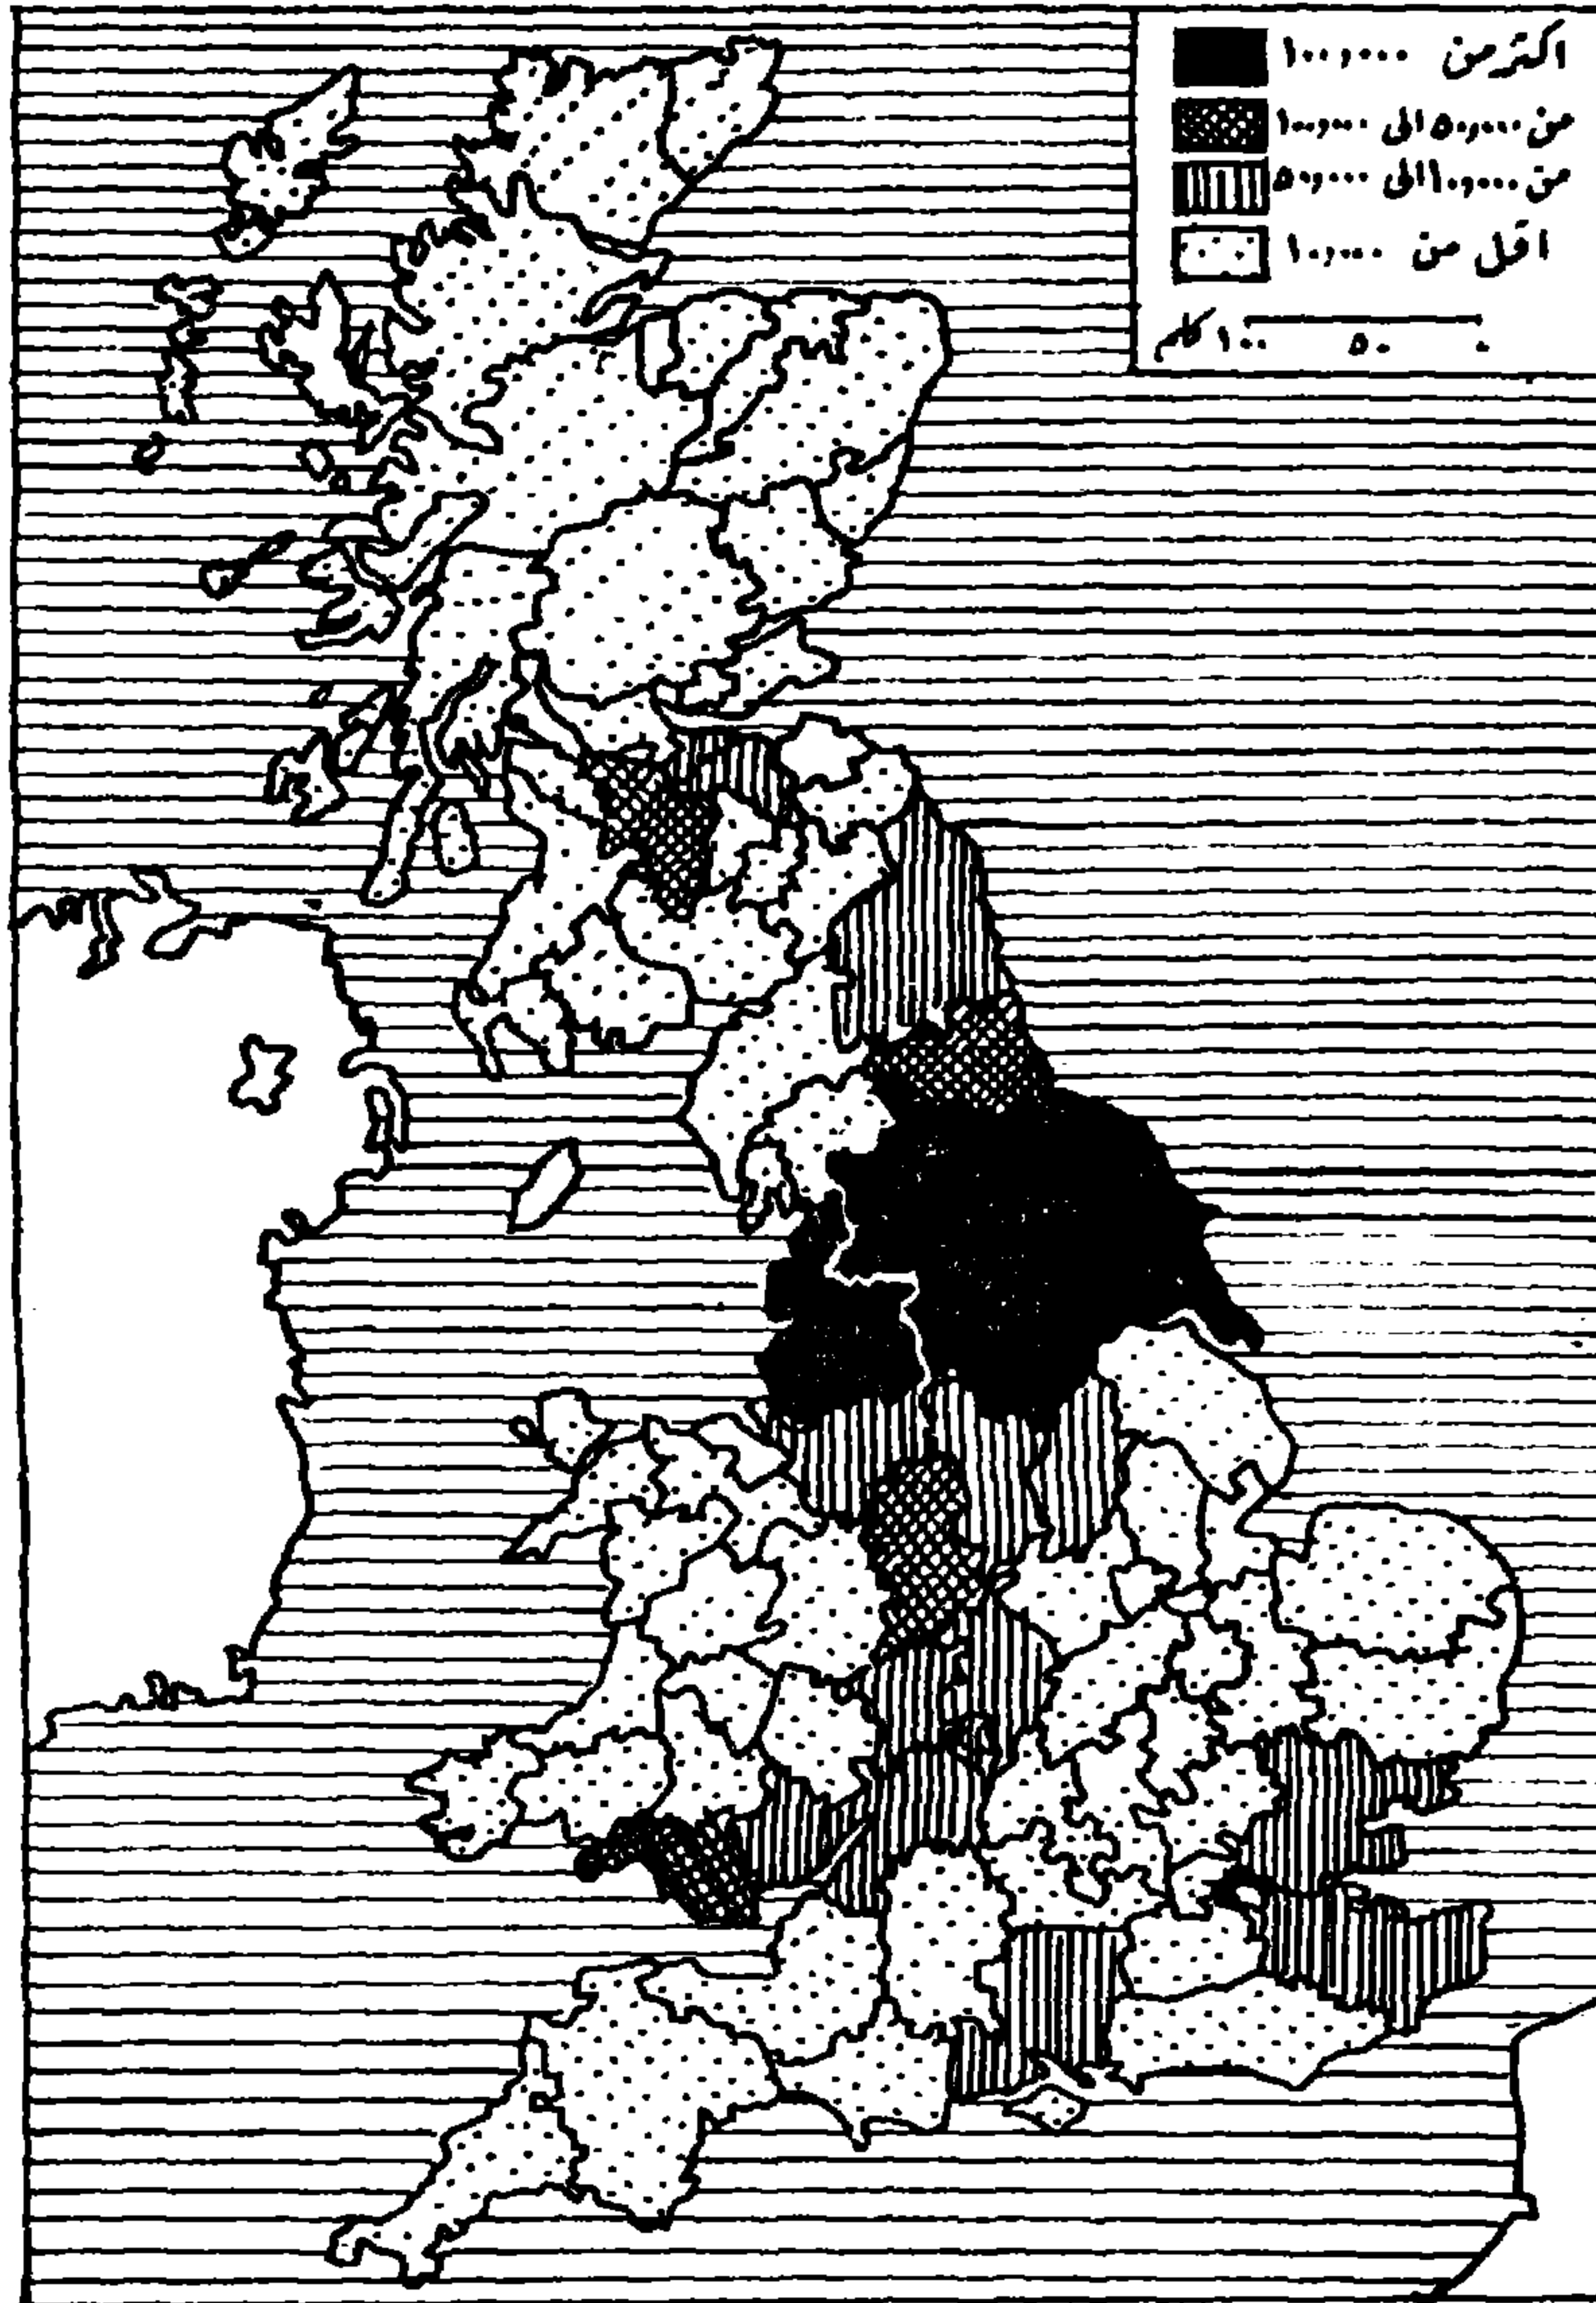 اكثر من ١٠٠,٠٠٠
من ٥٠,٠٠٠ الى ١٠٠,٠٠٠
من ١٠,٠٠٠ الى ٥٠,٠٠٠
اقل من ١٠,٠٠٠
٠ ٥٠ ١٠٠ كلم